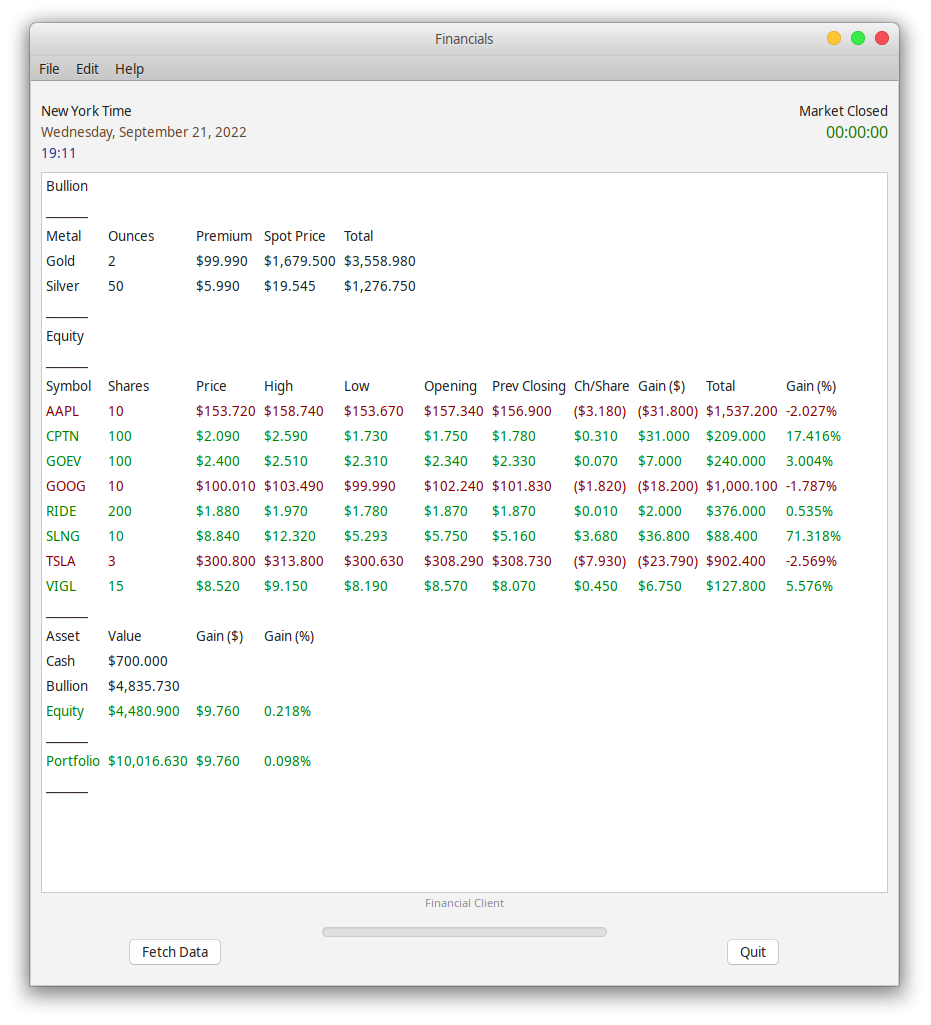 Financials
File Edit Help
New York Time Market Closed
Wednesday, September 21, 2022 00:00:00
19:11
Bullion
_______
Metal Ounces Premium Spot Price Total
Gold 2 $99.990 $1,679.500 $3,558.980
Silver 50 $5.990 $19.545 $1,276.750
_______
Equity
_______
Symbol Shares Price High Low Opening Prev Closing Ch/Share Gain ($) Total Gain (%)
AAPL 10 $153.720 $158.740 $153.670 $157.340 $156.900 ($3.180) ($31.800) $1,537.200 -2.027%
CPTN 100 $2.090 $2.590 $1.730 $1.750 $1.780 $0.310 $31.000 $209.000 17.416%
GOEV 100 $2.400 $2.510 $2.310 $2.340 $2.330 $0.070 $7.000 $240.000 3.004%
GOOG 10 $100.010 $103.490 $99.990 $102.240 $101.830 ($1.820) ($18.200) $1,000.100 -1.787%
RIDE 200 $1.880 $1.970 $1.780 $1.870 $1.870 $0.010 $2.000 $376.000 0.535%
SLNG 10 $8.840 $12.320 $5.293 $5.750 $5.160 $3.680 $36.800 $88.400 71.318%
TSLA 3 $300.800 $313.800 $300.630 $308.290 $308.730 ($7.930) ($23.790) $902.400 -2.569%
VIGL 15 $8.520 $9.150 $8.190 $8.570 $8.070 $0.450 $6.750 $127.800 5.576%
_______
Asset Value Gain ($) Gain (%)
Cash $700.000
Bullion $4,835.730
Equity $4,480.900 $9.760 0.218%
_______
Portfolio $10,016.630 $9.760 0.098%
_______
Financial Client
Fetch Data Quit